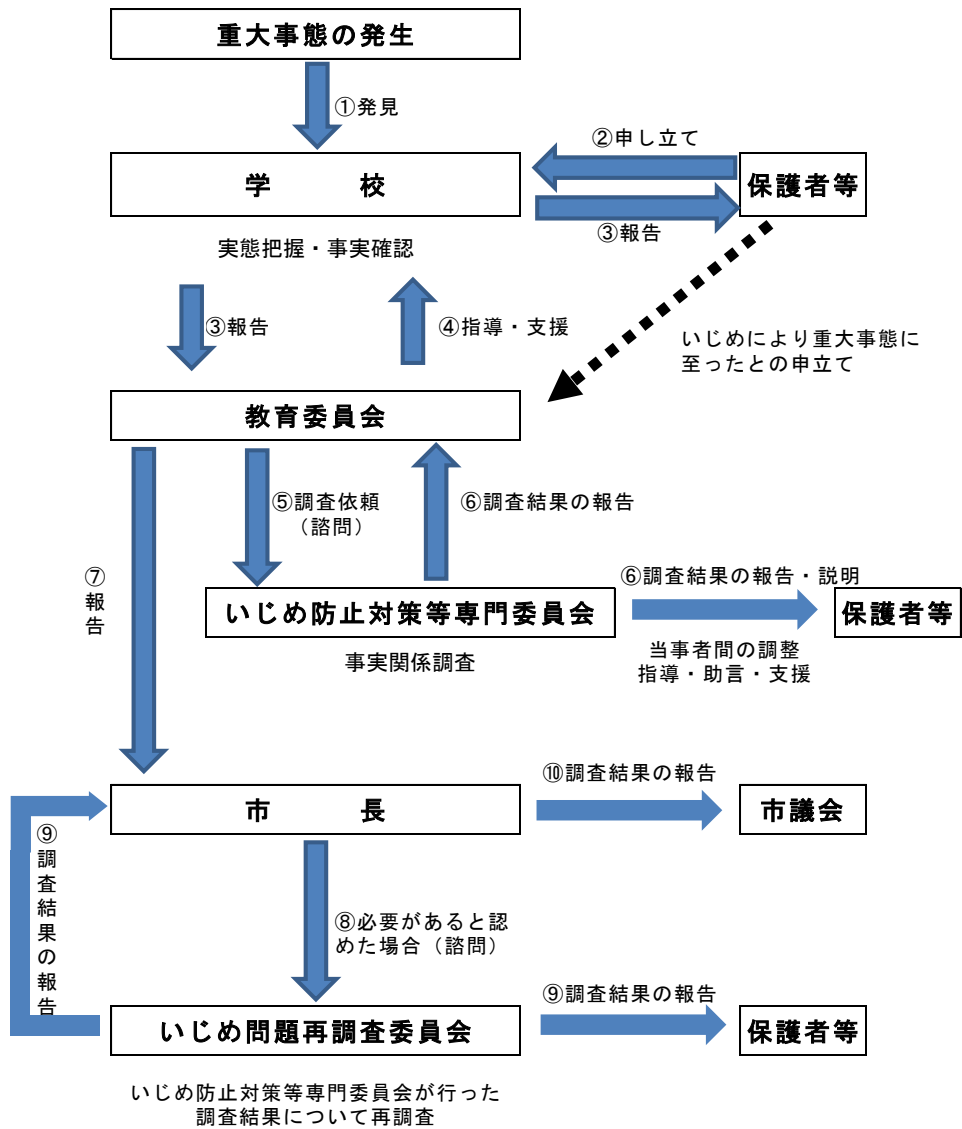 重大事態の発生
①発見
②申し立て
学　　　校
保護者等
③報告
実態把握・事実確認
③報告
④指導・支援
いじめにより重大事態に
至ったとの申立て
教育委員会
⑤調査依頼
（諮問）
⑥調査結果の報告
⑦報告
⑥調査結果の報告・説明
いじめ防止対策等専門委員会
保護者等
事実関係調査
当事者間の調整
指導・助言・支援
⑩調査結果の報告
市　　　長
市議会
⑨調査結果の報告
⑧必要があると認
めた場合（諮問）
⑨調査結果の報告
いじめ問題再調査委員会
保護者等
いじめ防止対策等専門委員会が行った
調査結果について再調査